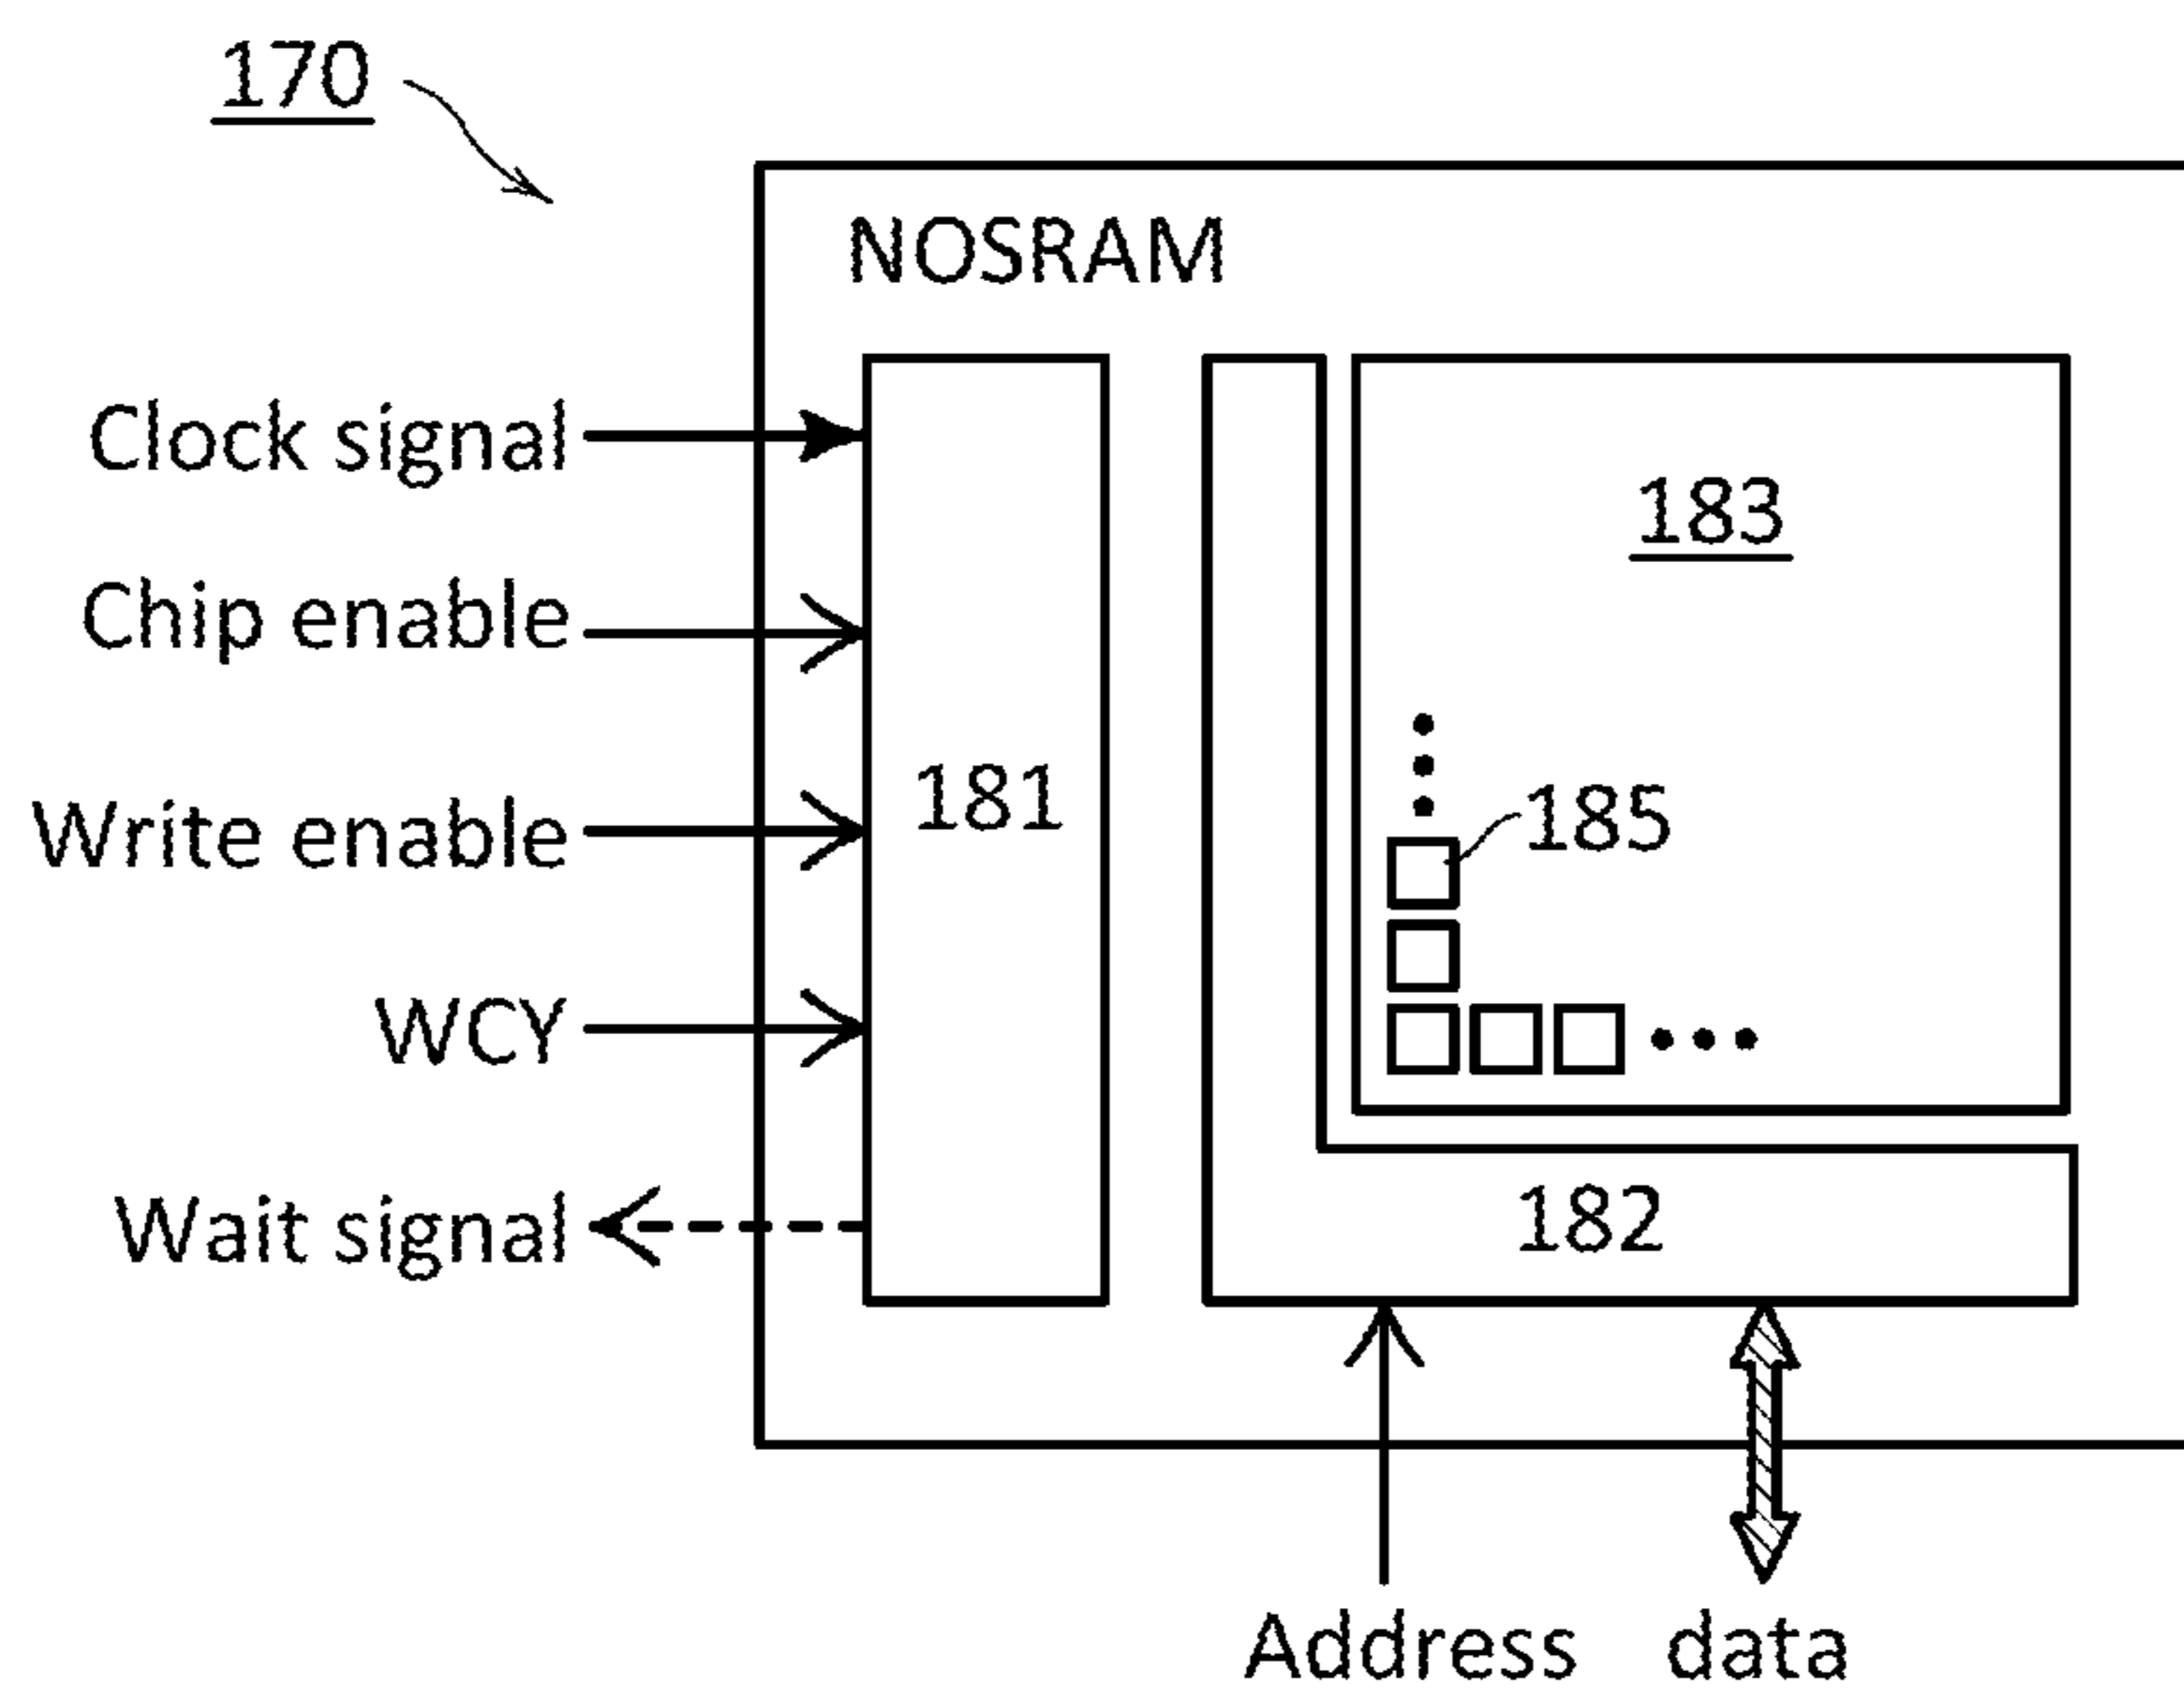 170
NOSRAM
Clock signal
183
Chip enable
181
185
Write enable
WCY
Wait signal
182
Address data